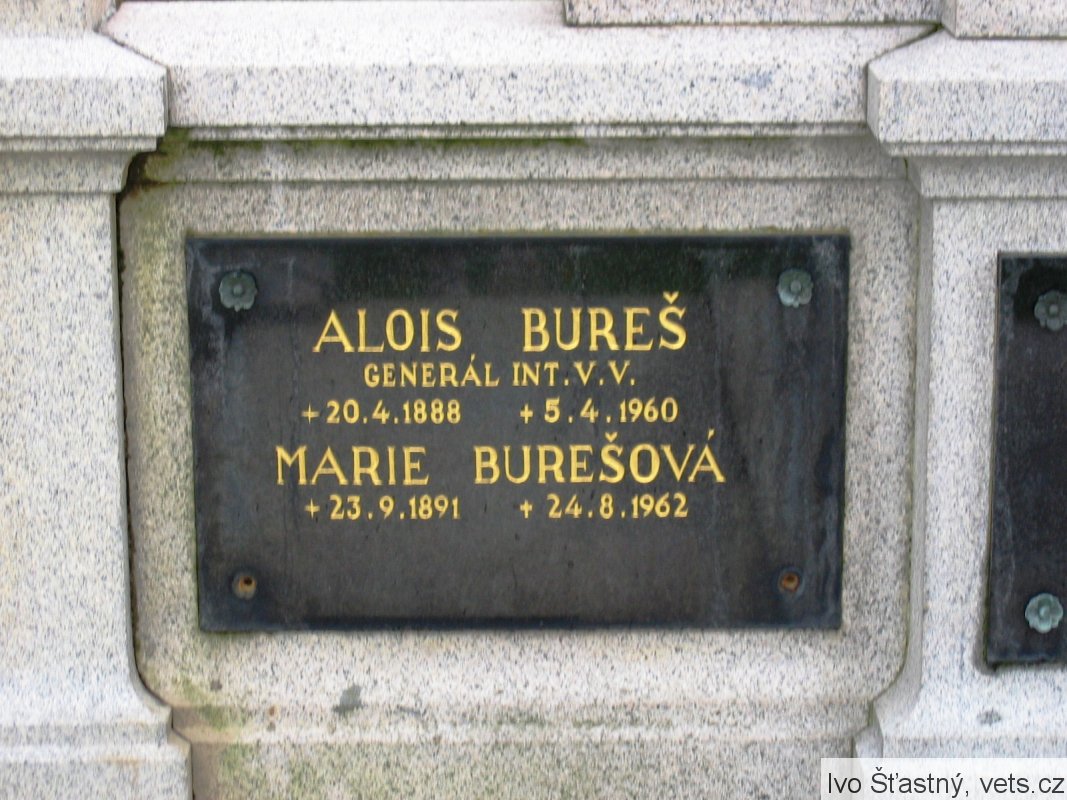 ALOIS BUREŠ
GENERÁL INT. V. V.
+ 20. 4. 1888 + 5. 4. 1960
MARIE BUREŠOVÁ
+ 23. 9. 1891 + 24. 8. 1962
Ivo Šťastný, vets.cz